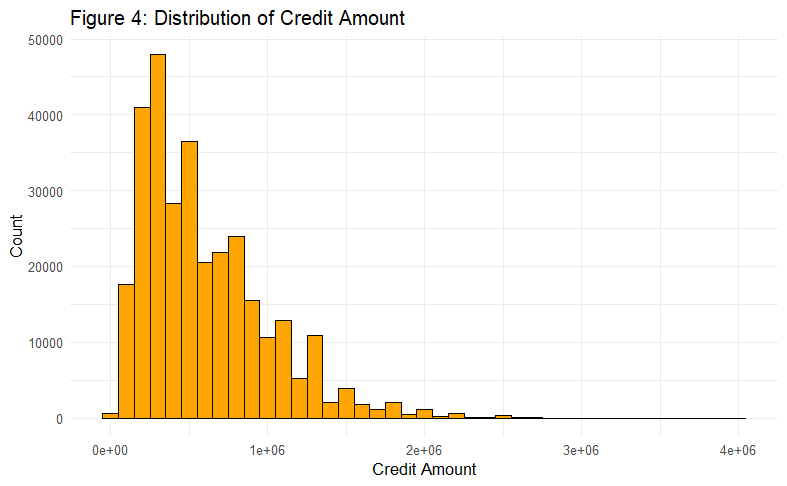 Figure 4: Distribution of Credit Amount
50000
40000
30000
20000
10000
0
Count
0e+00 1e+06 2e+06 3e+06 4e+06
Credit Amount